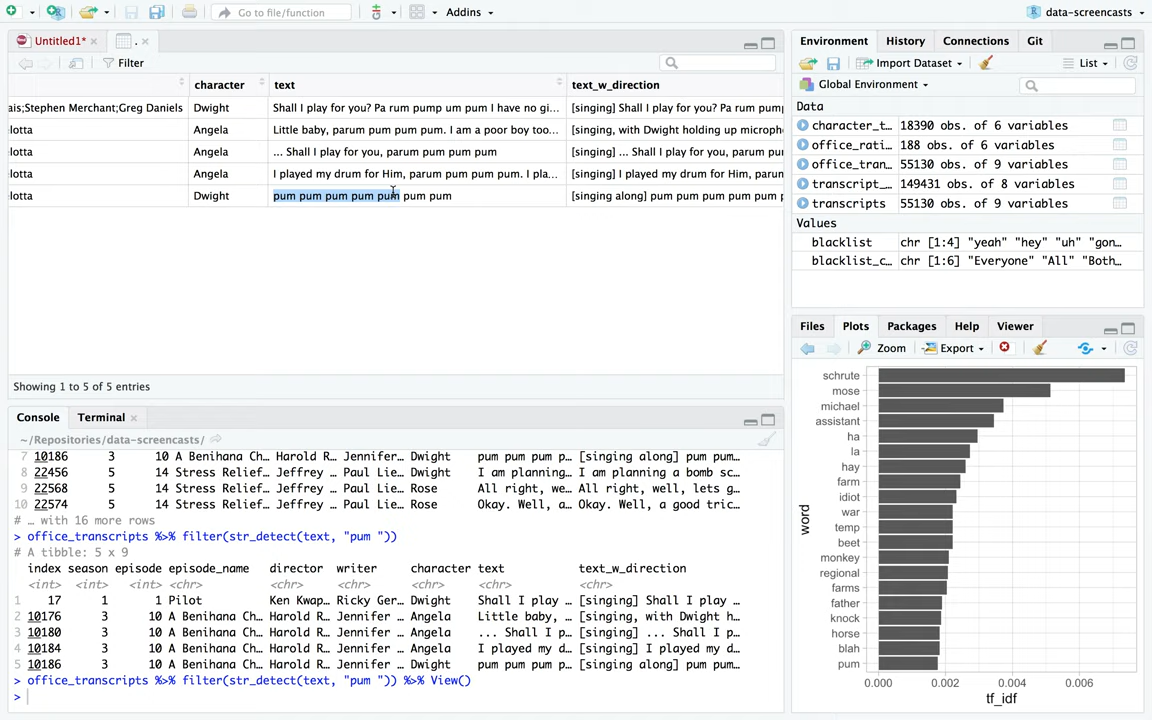 Go to file/function
Addins
data-screencasts
Untitled1*
.
Filter
character text text_w_direction
ais;Stephen Merchant;Greg Daniels Dwight Shall I play for you? Pa rum pump um pum I have no gi… [singing] Shall I play for you? Pa rum pump
lotta Angela Little baby, parum pum pum pum. I am a poor boy too… [singing, with Dwight holding up microph
lotta Angela ... Shall I play for you, parum pum pum pum [singing] ... Shall I play for you, parum
lotta Angela I played my drum for Him, parum pum pum pum. I pla… [singing] I played my drum for Him, parum
lotta Dwight pum pum pum pum pum pum pum [singing along] pum pum pum pum pum p
Showing 1 to 5 of 5 entries
Console Terminal
~/Repositories/data-screencasts/
7 10186 3 10 A Benihana Ch… Harold R… Jennifer… Dwight pum pum pum p… [singing along] pum pum…
8 22456 5 14 Stress Relief… Jeffrey … Paul Lie… Dwight I am planning… I am planning a bomb sc…
9 22568 5 14 Stress Relief… Jeffrey … Paul Lie… Rose All right, we… All right, well, lets g…
10 22574 5 14 Stress Relief… Jeffrey … Paul Lie… Rose Okay. Well, a… Okay. Well, a good tric…
# … with 16 more rows
> office_transcripts %>% filter(str_detect(text, "pum "))
# A tibble: 5 x 9
index season episode episode_name director writer character text text_w_direction
<int> <int> <int> <chr> <chr> <chr> <chr> <chr> <chr>
1 17 1 1 Pilot Ken Kwap… Ricky Ger… Dwight Shall I play … [singing] Shall I play …
2 10176 3 10 A Benihana Ch… Harold R… Jennifer … Angela Little baby, … [singing, with Dwight h…
3 10180 3 10 A Benihana Ch… Harold R… Jennifer … Angela ... Shall I p… [singing] ... Shall I p…
4 10184 3 10 A Benihana Ch… Harold R… Jennifer … Angela I played my d… [singing] I played my d…
5 10186 3 10 A Benihana Ch… Harold R… Jennifer … Dwight pum pum pum p… [singing along] pum pum…
> office_transcripts %>% filter(str_detect(text, "pum ")) %>% View()
>
Environment History Connections Git
Import Dataset List
Global Environment
Data
character_t… 18390 obs. of 6 variables
office_rati… 188 obs. of 6 variables
office_tran… 55130 obs. of 9 variables
transcript_… 149431 obs. of 8 variables
transcripts 55130 obs. of 9 variables
Values
blacklist chr [1:4] "yeah" "hey" "uh" "gon…
blacklist_c… chr [1:6] "Everyone" "All" "Both…
Files Plots Packages Help Viewer
Zoom Export
schrute
mose
michael
assistant
ha
la
hay
farm
idiot
war
temp
beet
monkey
regional
farms
father
knock
horse
blah
pum
word
0.000 0.002 0.004 0.006
tf_idf